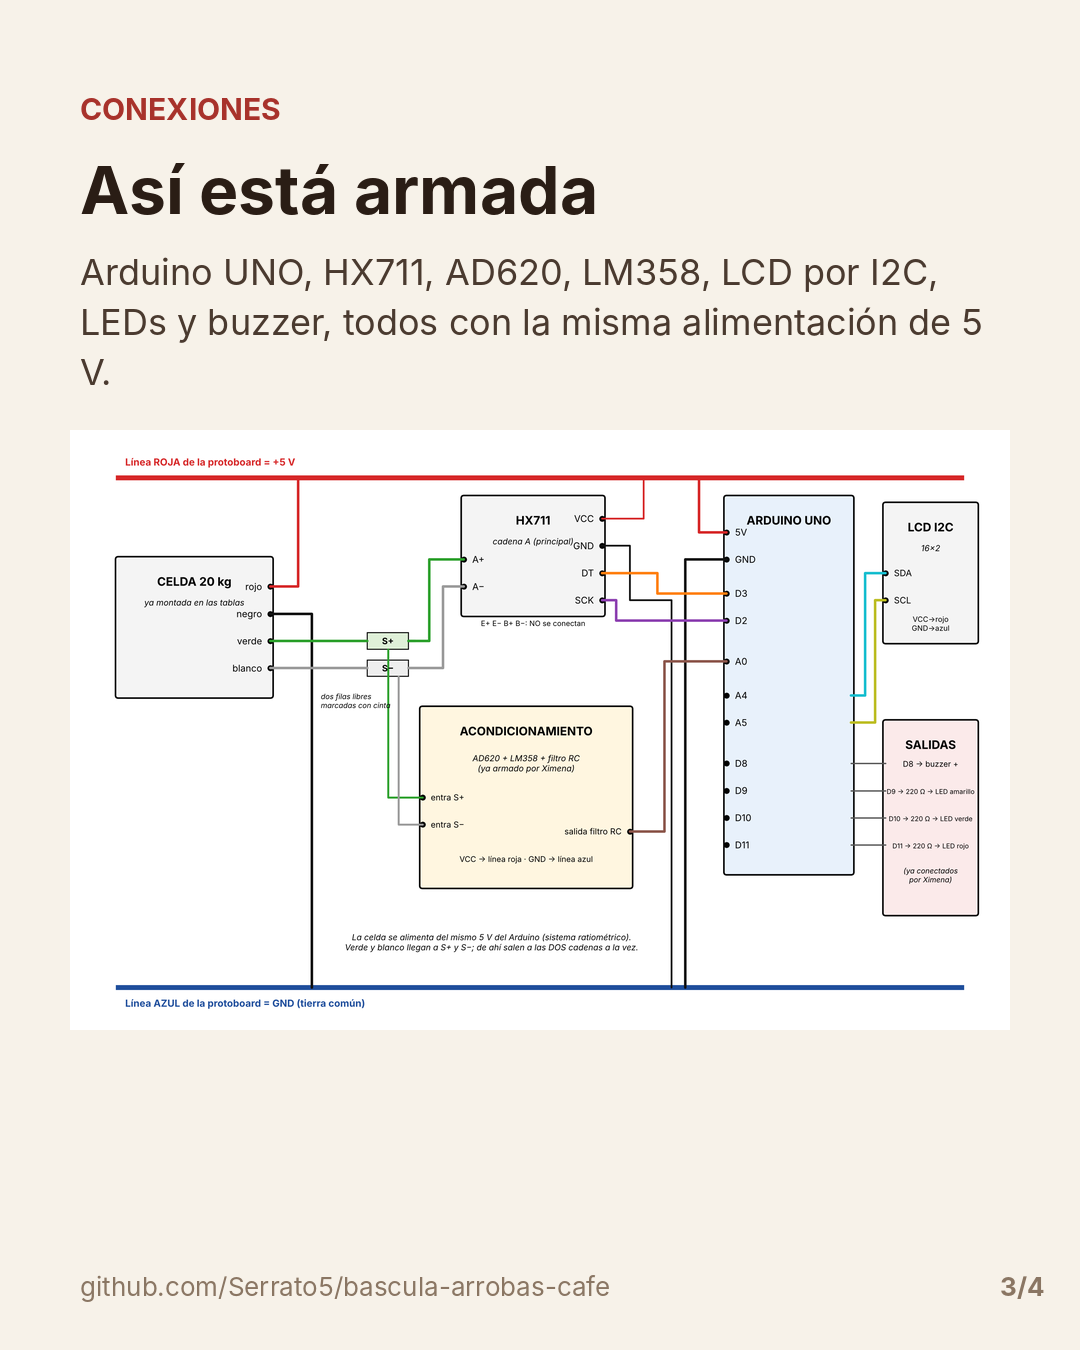 CONEXIONES
Así está armada
Arduino UNO, HX711, AD620, LM358, LCD por I2C,
LEDs y buzzer, todos con la misma alimentación de 5
V.
Línea ROJA de la protoboard = +5 V
CELDA 20 kg
ya montada en las tablas
rojo
negro
verde
blanco
S+
S−
dos filas libres
marcadas con cinta
HX711
cadena A (principal)
VCC
GND
DT
SCK
A+
A−
E+ E− B+ B−: NO se conectan
ACONDICIONAMIENTO
AD620 + LM358 + filtro RC
(ya armado por Ximena)
entra S+
entra S−
salida filtro RC
VCC → línea roja · GND → línea azul
ARDUINO UNO
5V
GND
D3
D2
A0
A4
A5
D8
D9
D10
D11
LCD I2C
16×2
SDA
SCL
VCC→rojo
GND→azul
SALIDAS
D8 → buzzer +
D9 → 220 Ω → LED amarillo
D10 → 220 Ω → LED verde
D11 → 220 Ω → LED rojo
(ya conectados
por Ximena)
La celda se alimenta del mismo 5 V del Arduino (sistema ratiométrico).
Verde y blanco llegan a S+ y S−; de ahí salen a las DOS cadenas a la vez.
Línea AZUL de la protoboard = GND (tierra común)
github.com/Serrato5/bascula-arrobas-cafe
3/4